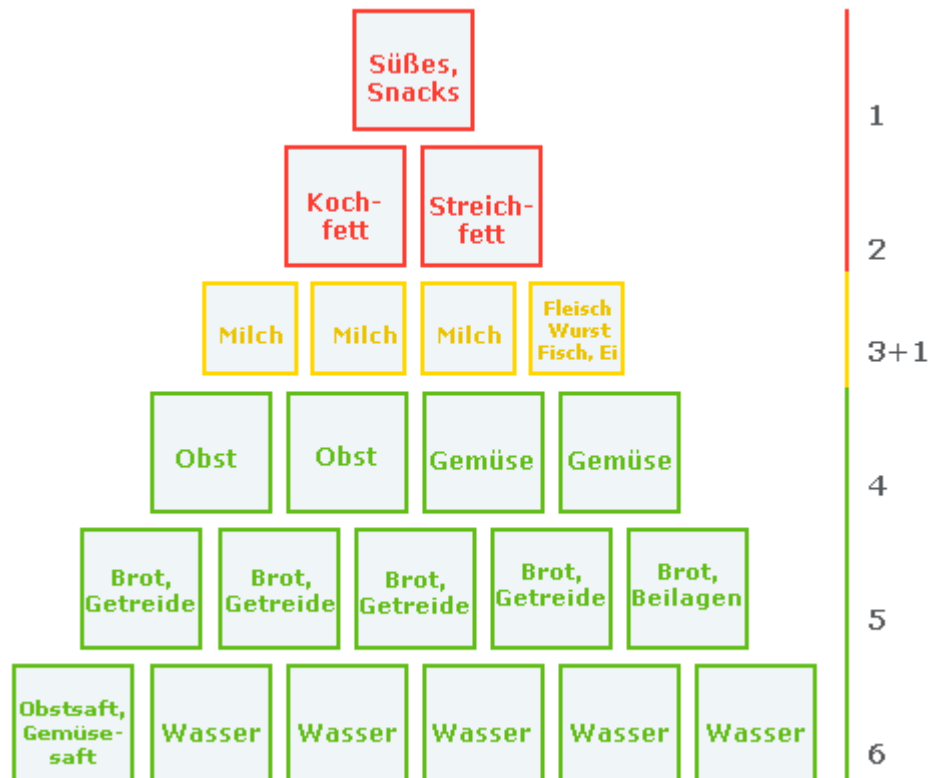 Süßes,
Snacks
1
Koch-
fett
Streich-
fett
2
Milch
Milch
Milch
Fleisch
Wurst
Fisch, Ei
3+1
Obst
Obst
Gemüse
Gemüse
4
Brot,
Getreide
Brot,
Getreide
Brot,
Getreide
Brot,
Getreide
Brot,
Beilagen
5
Obstsaft,
Gemüse-
saft
Wasser
Wasser
Wasser
Wasser
Wasser
6